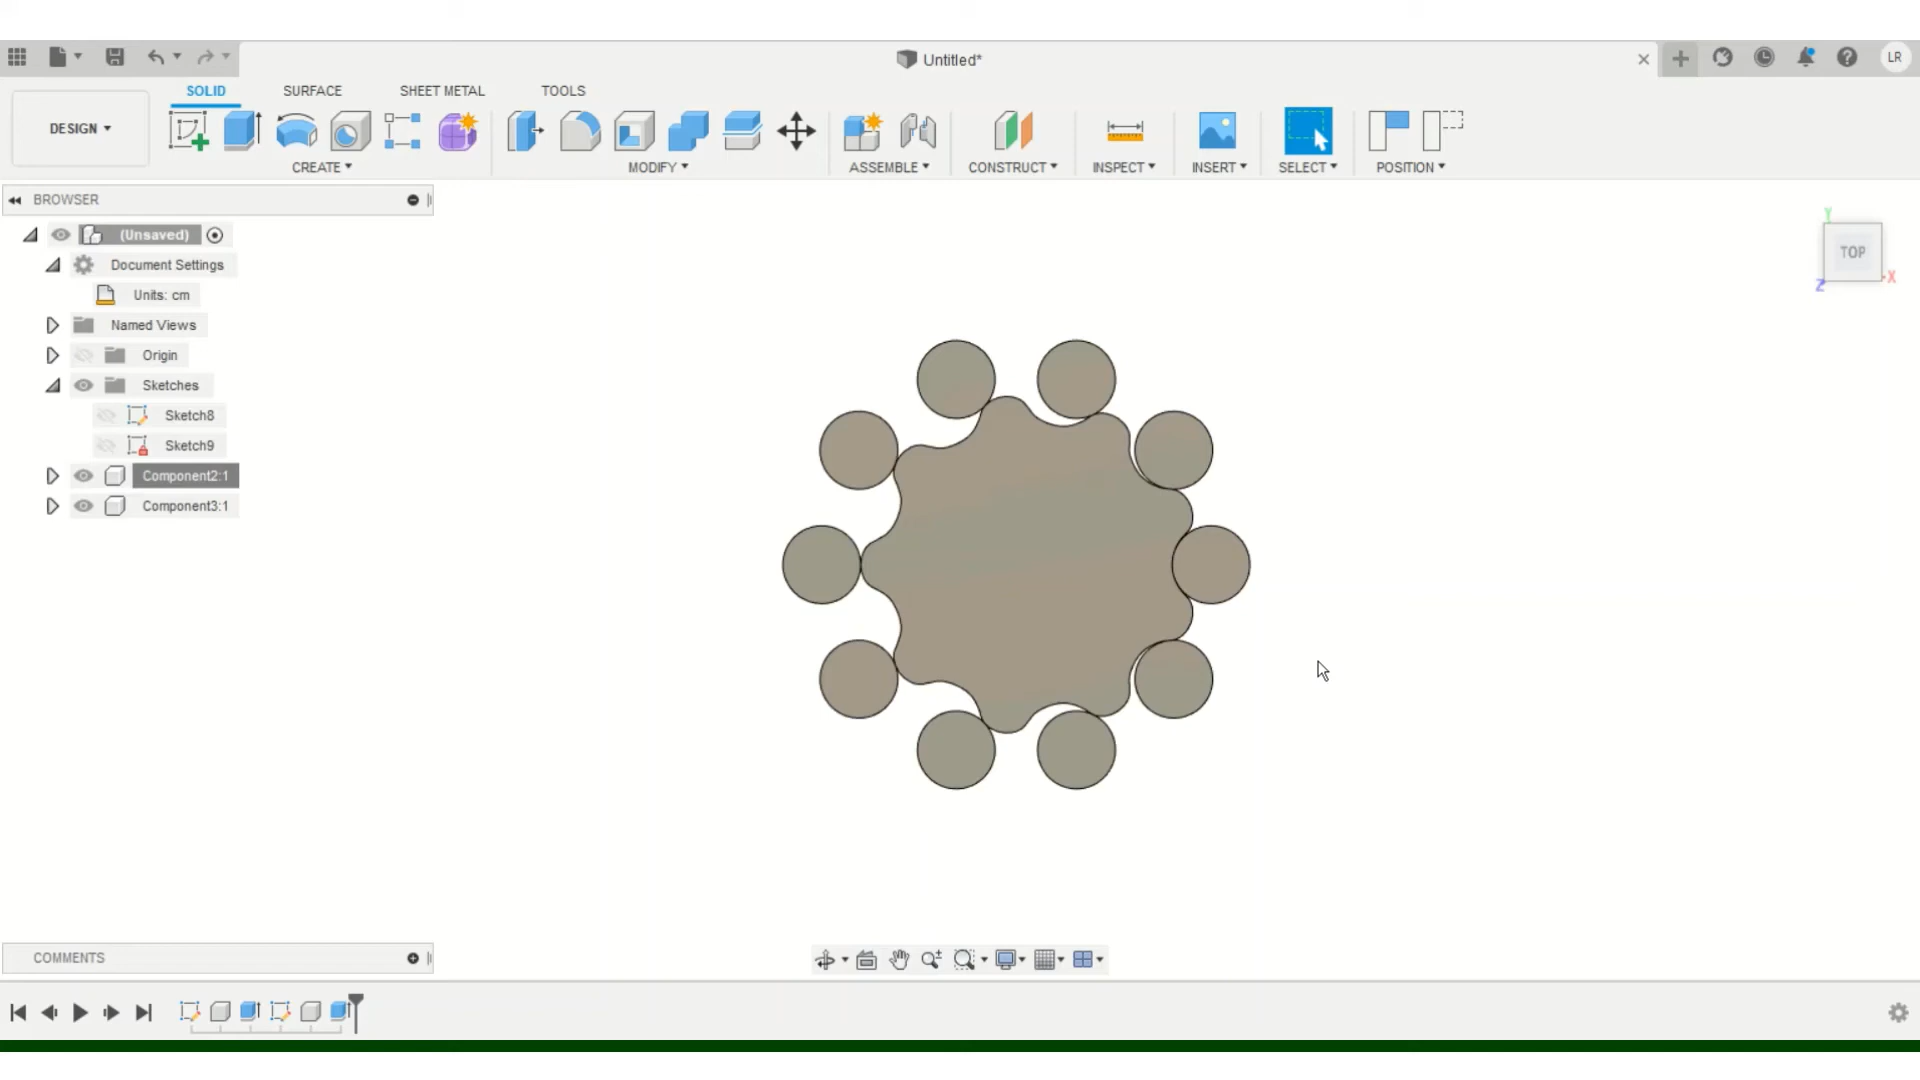 Untitled*
LR
SOLID SURFACE SHEET METAL TOOLS
DESIGN
CREATE MODIFY ASSEMBLE CONSTRUCT INSPECT INSERT SELECT POSITION
BROWSER
(Unsaved)
Document Settings
Units: cm
Named Views
Origin
Sketches
Sketch8
Sketch9
Component2:1
Component3:1
Y
TOP
X
Z
COMMENTS